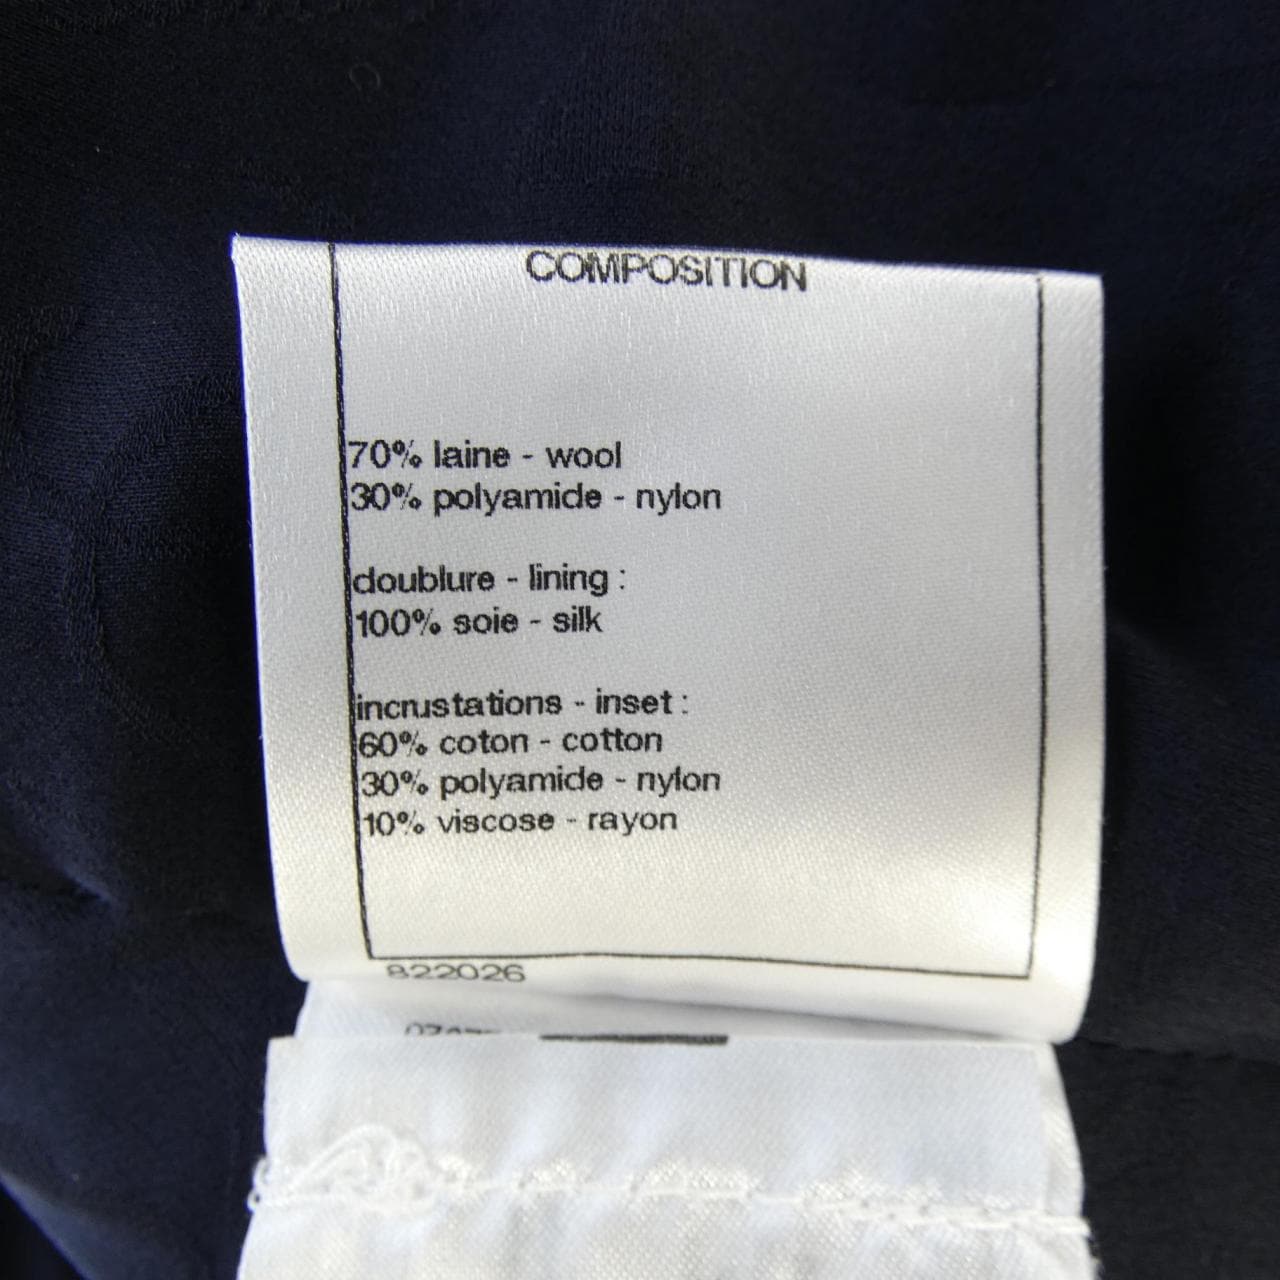 COMPOSITION
70% laine - wool
30% polyamide - nylon
doublure - lining :
100% soie - silk
incrustations - inset :
60% coton - cotton
30% polyamide - nylon
10% viscose - rayon
822026